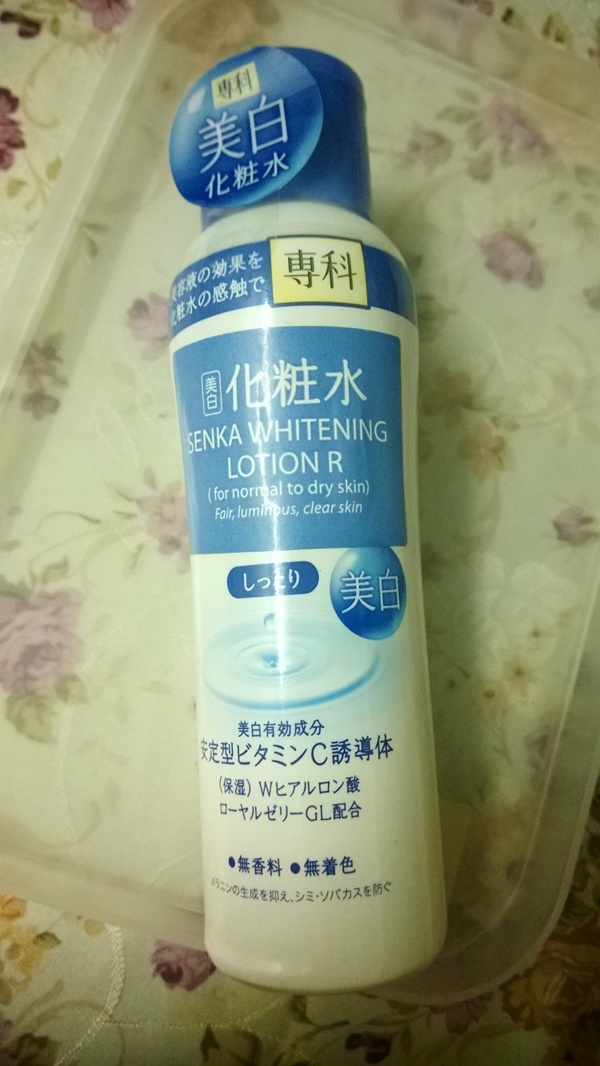 専科
美白
化粧水
美容液の効果を
化粧水の感触で
専科
美白
化粧水
SENKA WHITENING
LOTION R
(for normal to dry skin)
Fair, luminous, clear skin
しっとり
美白
美白有効成分
安定型ビタミンC誘導体
(保湿) Wヒアルロン酸
ローヤルゼリーGL配合
●無香料 ●無着色
メラニンの生成を抑え、シミ・ソバカスを防ぐ